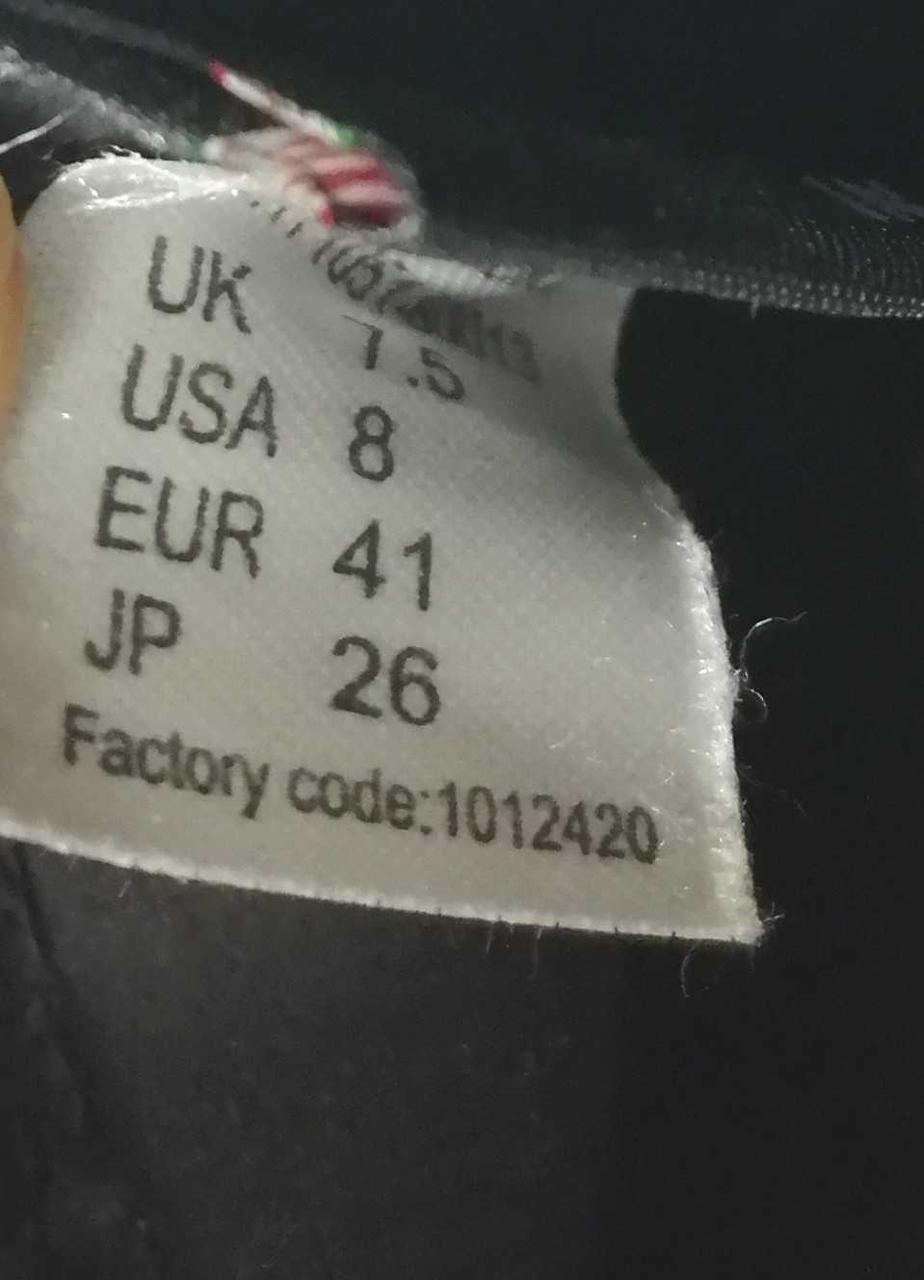 UK 7.5
USA 8
EUR 41
JP 26
Factory code:1012420